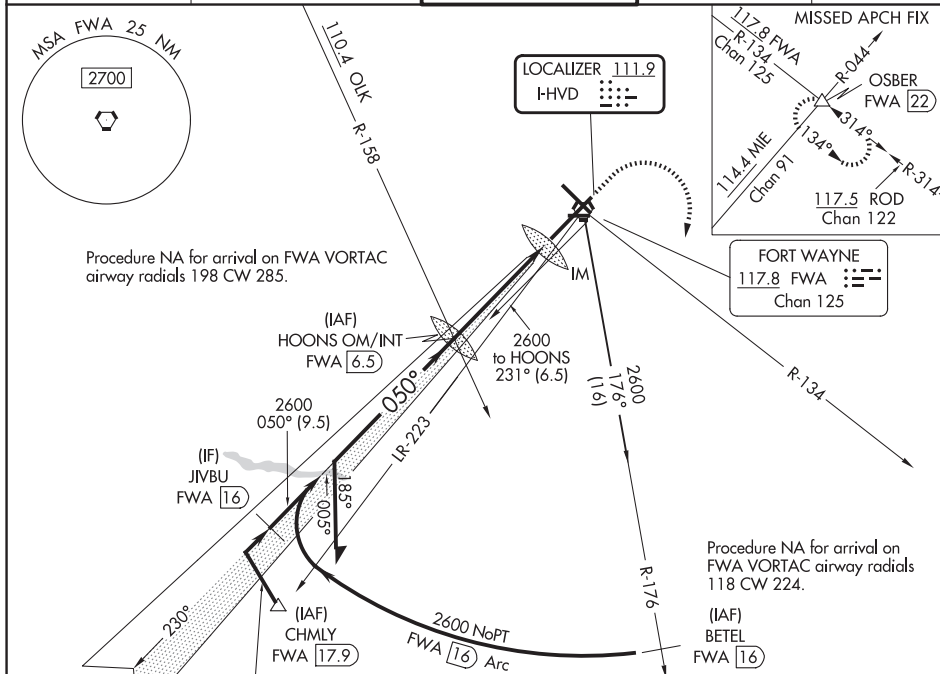 MSA FWA 25 NM
2700
110.4 OLK
R-158
LOCALIZER 111.9
I-HVD
117.8 FWA
R-134
Chan 125
MISSED APCH FIX
R-044
OSBER
FWA 22
314°
134°
R-314
114.4 MIE
Chan 91
117.5 ROD
Chan 122
Procedure NA for arrival on FWA VORTAC
airway radials 198 CW 285.
IM
FORT WAYNE
117.8 FWA
Chan 125
(IAF)
HOONS OM/INT
FWA 6.5
2600
to HOONS
231° (6.5)
2600
176°
(16)
R-134
050°
2600
050° (9.5)
LR-223
(IF)
JIVBU
FWA 16
185°
005°
R-176
Procedure NA for arrival on
FWA VORTAC airway radials
118 CW 224.
230°
(IAF)
CHMLY
FWA 17.9
2600 NoPT
FWA 16 Arc
(IAF)
BETEL
FWA 16